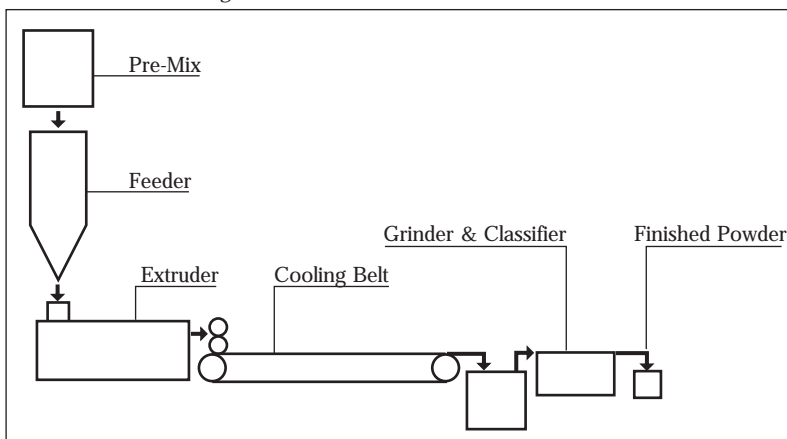 Pre-Mix
Feeder
Grinder & Classifier
Finished Powder
Extruder
Cooling Belt